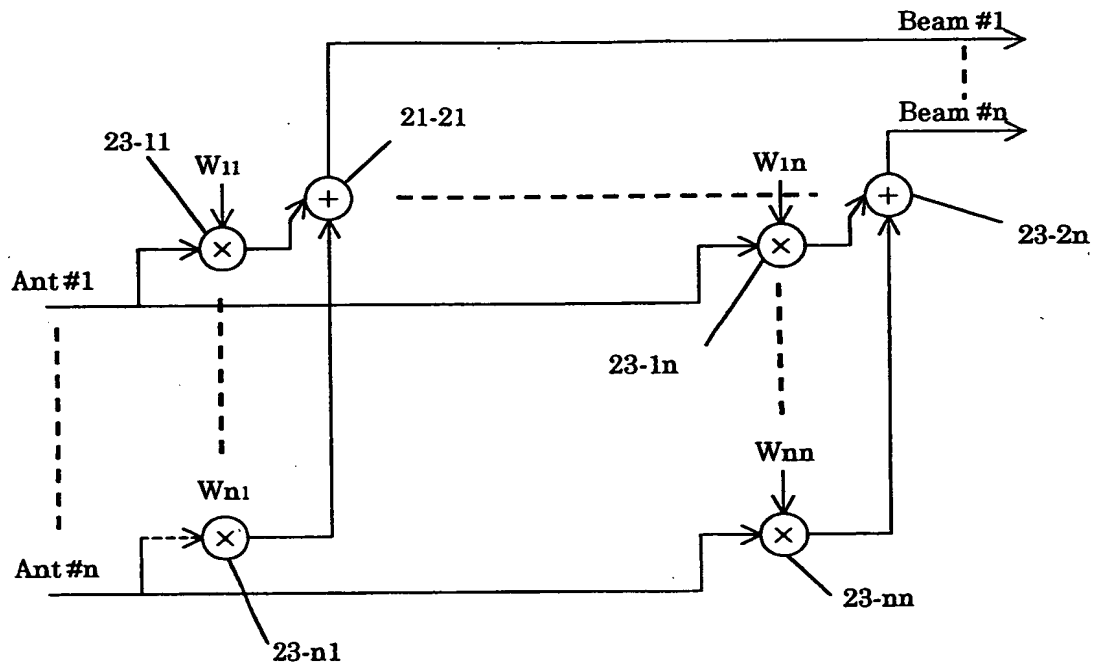 Beam #1
Beam #n
21-21
23-11
W11
W1n
23-2n
Ant #1
23-1n
Wnn
Wn1
Ant #n
23-nn
23-n1